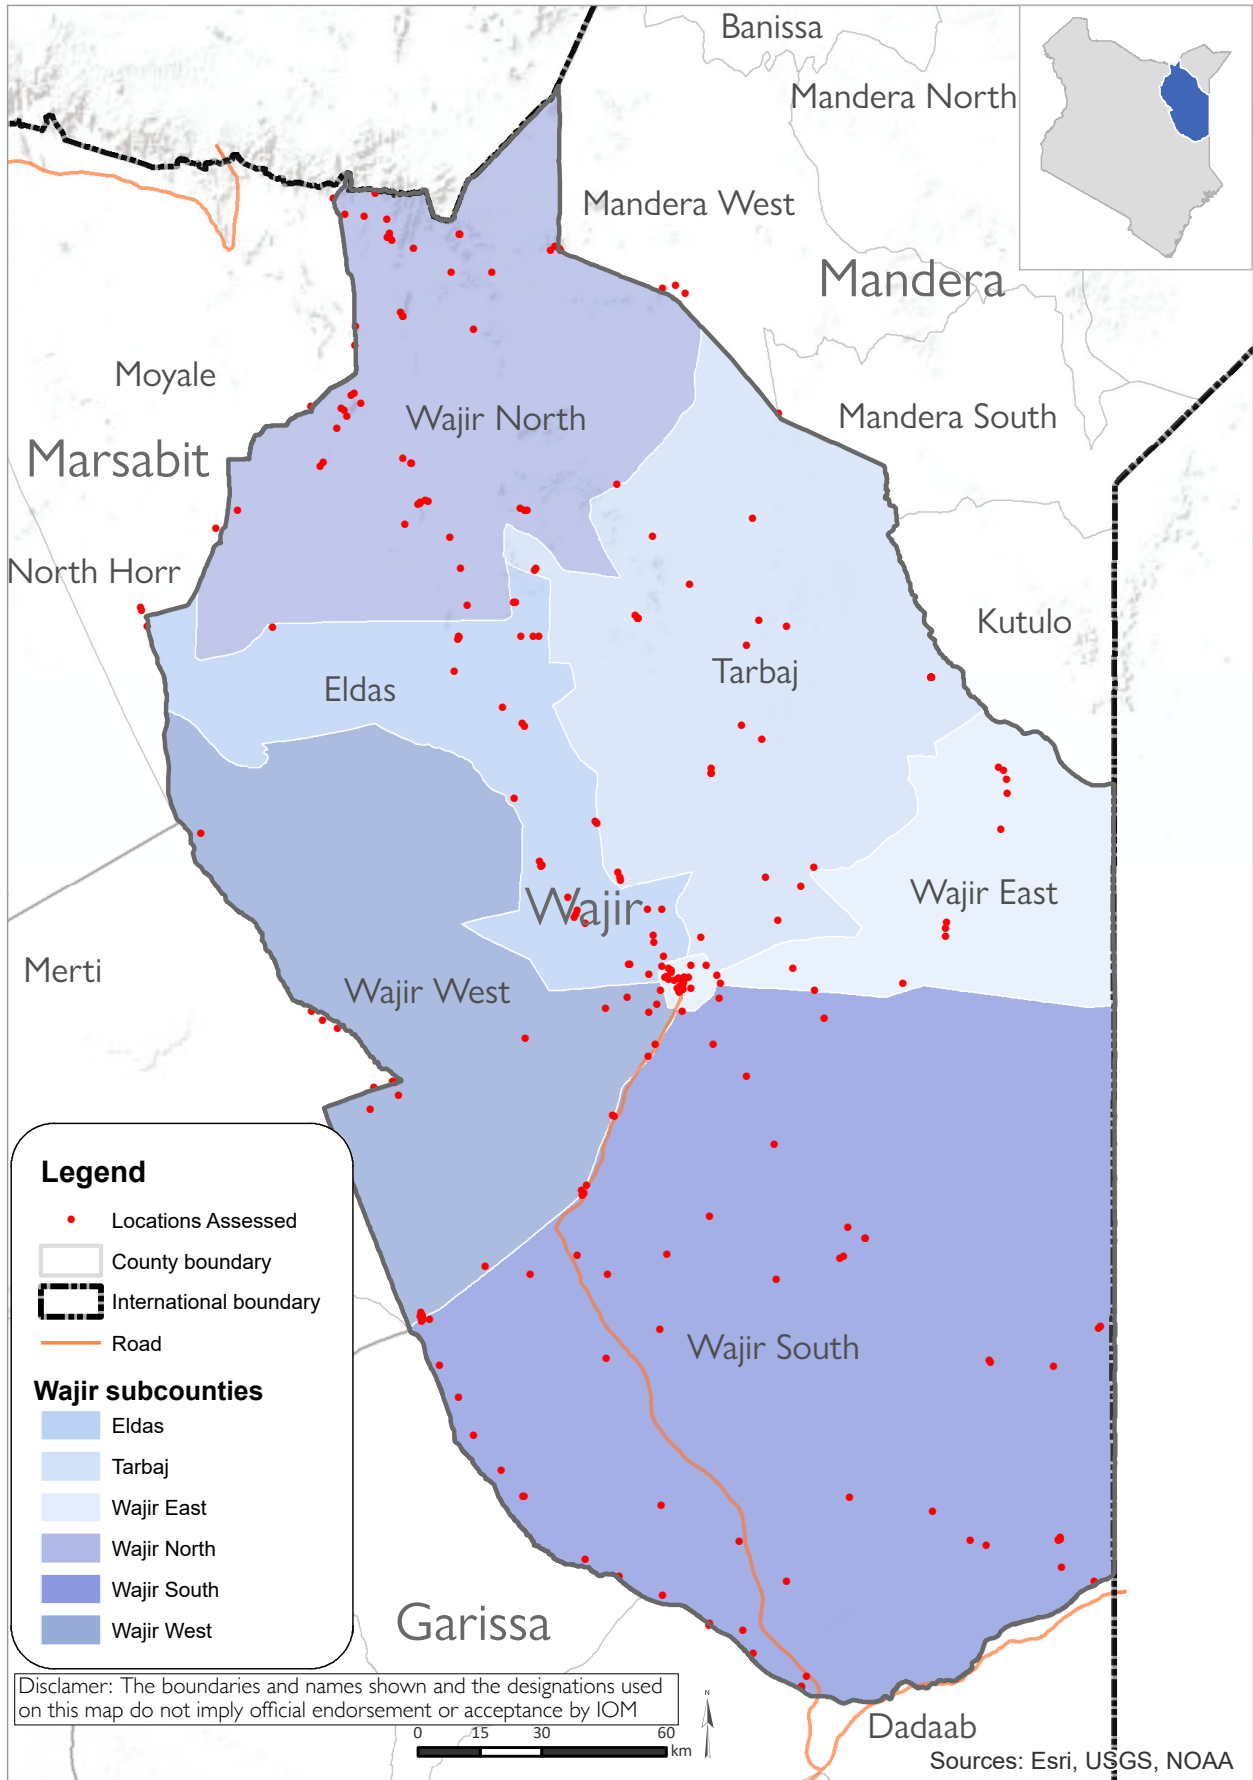 Banissa
Mandera North
Mandera West
Mandera
Moyale
Wajir North
Mandera South
Marsabit
North Horr
Kutulo
Tarbaj
Eldas
Wajir
Wajir East
Merti
Wajir West
Legend
Locations Assessed
County boundary
International boundary
Road
Wajir subcounties
Eldas
Tarbaj
Wajir East
Wajir North
Wajir South
Wajir West
Wajir South
Garissa
Disclamer: The boundaries and names shown and the designations used
on this map do not imply official endorsement or acceptance by IOM
N
0 15 30 60
km
Dadaab
Sources: Esri, USGS, NOAA